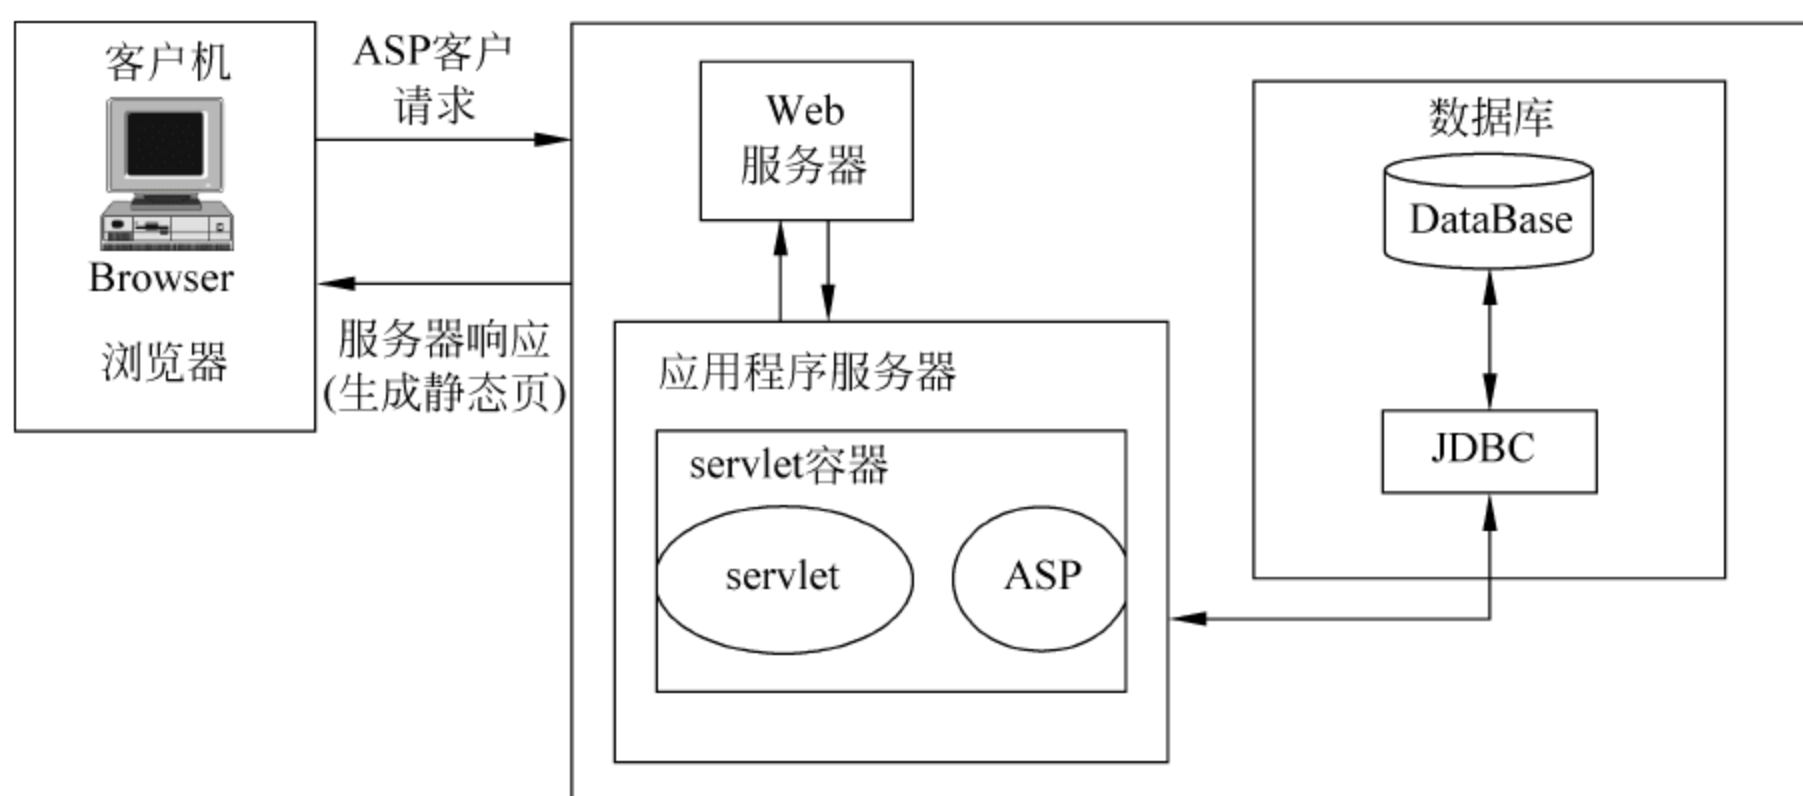 客户机
Browser
浏览器
ASP客户
请求
服务器响应
(生成静态页)
Web
服务器
应用程序服务器
servlet容器
servlet
ASP
数据库
DataBase
JDBC